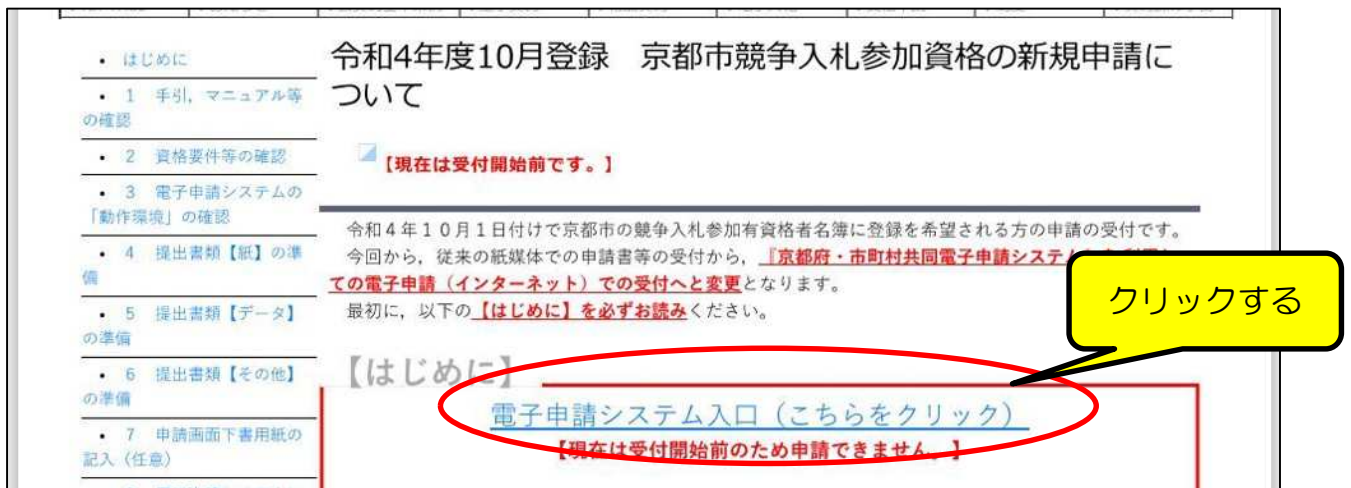 • はじめに
• 1 手引，マニュアル等
の確認
• 2 資格要件等の確認
• 3 電子申請システムの
「動作環境」の確認
• 4 提出書類【紙】の準
備
• 5 提出書類【データ】
の準備
• 6 提出書類【その他】
の準備
• 7 申請画面下書用紙の
記入（任意）
令和4年度10月登録　京都市競争入札参加資格の新規申請に
ついて
【現在は受付開始前です。】
令和４年１０月１日付けで京都市の競争入札参加有資格者名簿に登録を希望される方の申請の受付です。
今回から，従来の紙媒体での申請書等の受付から，『京都府・市町村共同電子申請システム
ての電子申請（インターネット）での受付へと変更となります。
最初に，以下の【はじめに】を必ずお読みください。
クリックする
【はじめに】
電子申請システム入口（こちらをクリック）
【現在は受付開始前のため申請できません。】